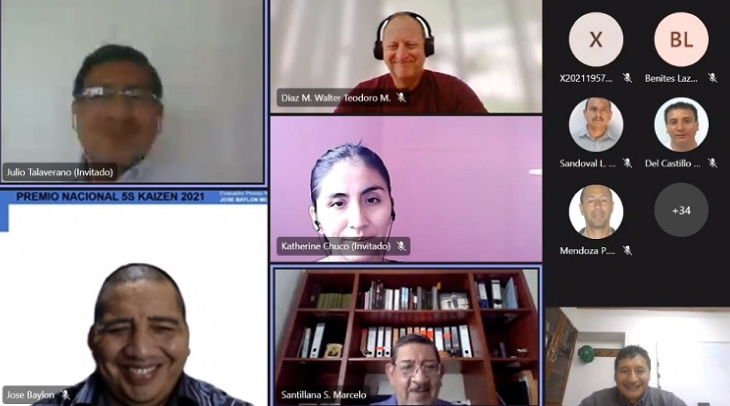 Julio Talaverano (Invitado)
Diaz M. Walter Teodoro M.
Katherine Chuco (Invitado)
PREMIO NACIONAL 5S KAIZEN 2021
JOSE BAYLON
Jose Baylon
Santillana S. Marcelo
X
X20211957...
BL
Benites Laz...
Sandoval L. ...
Del Castillo ...
Mendoza P....
+34